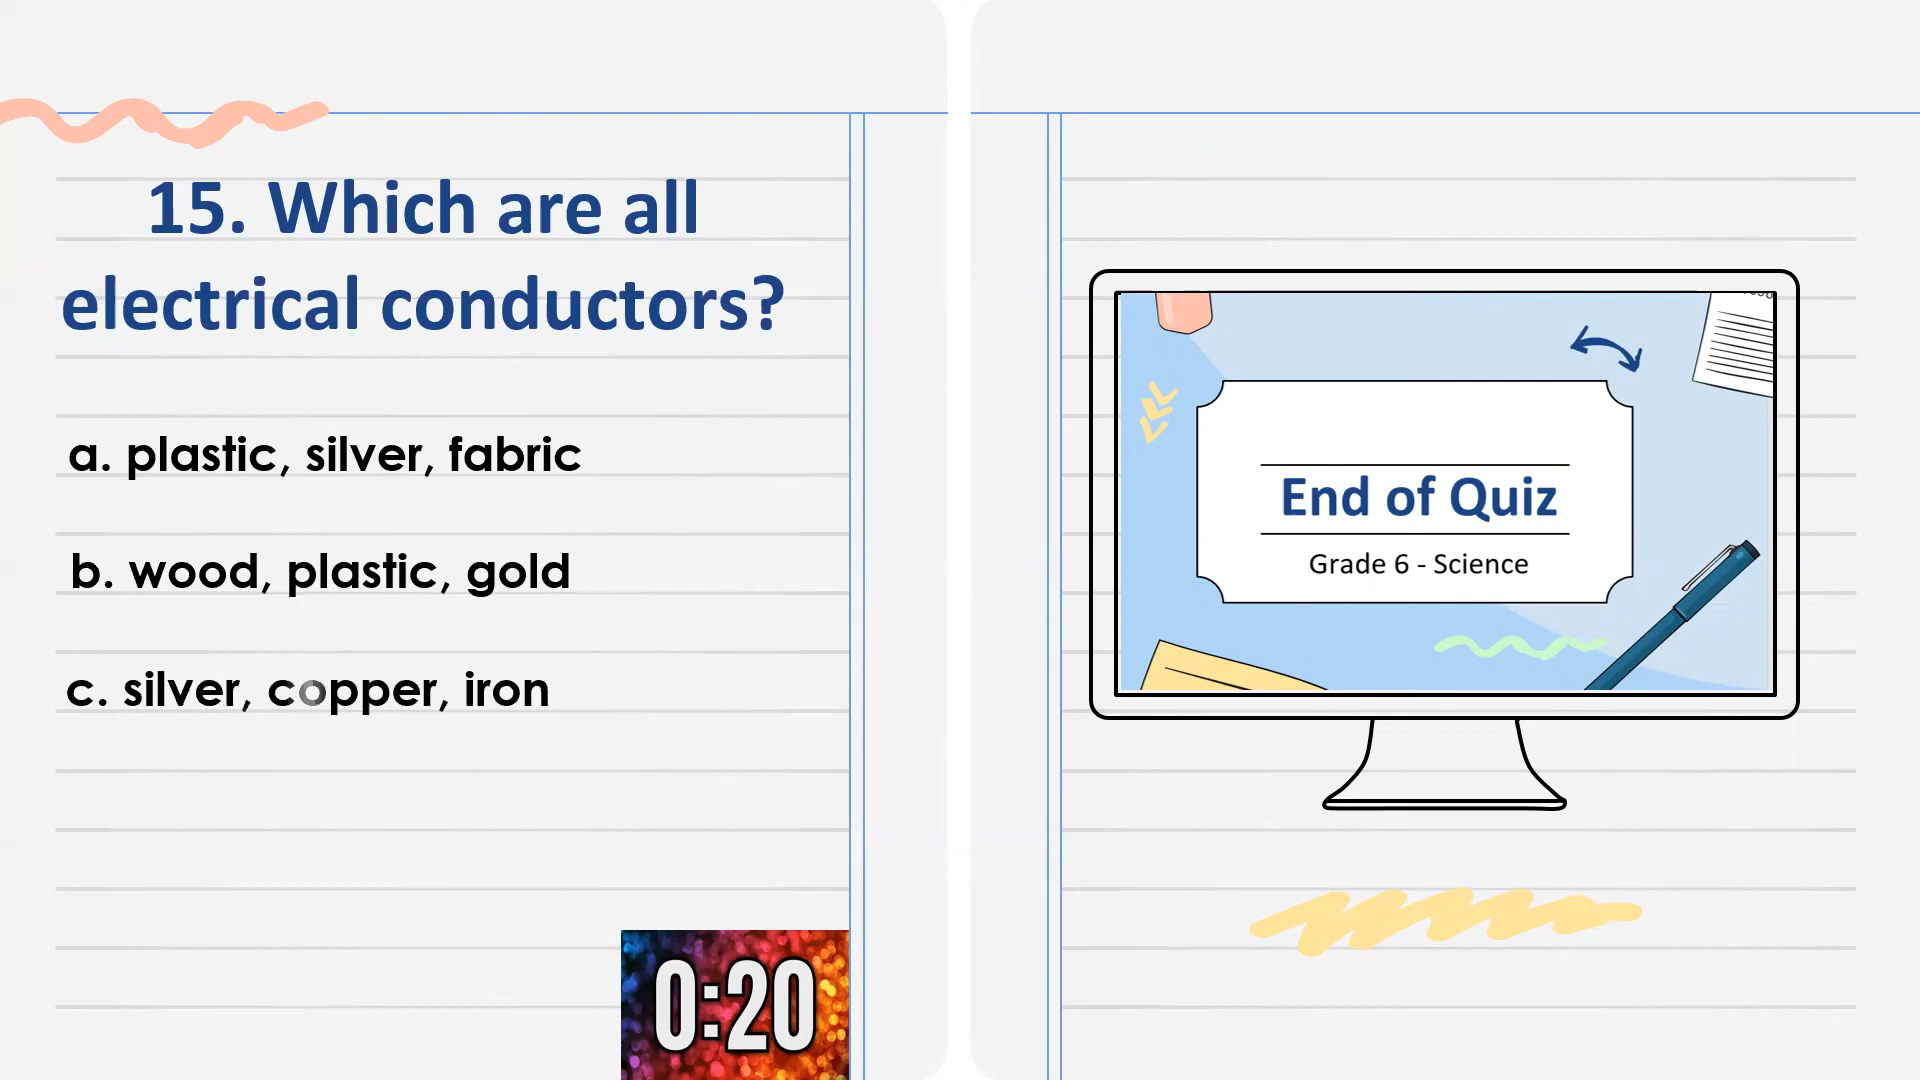 15. Which are all
electrical conductors?
a. plastic, silver, fabric
b. wood, plastic, gold
c. silver, copper, iron
0:20
End of Quiz
Grade 6 - Science